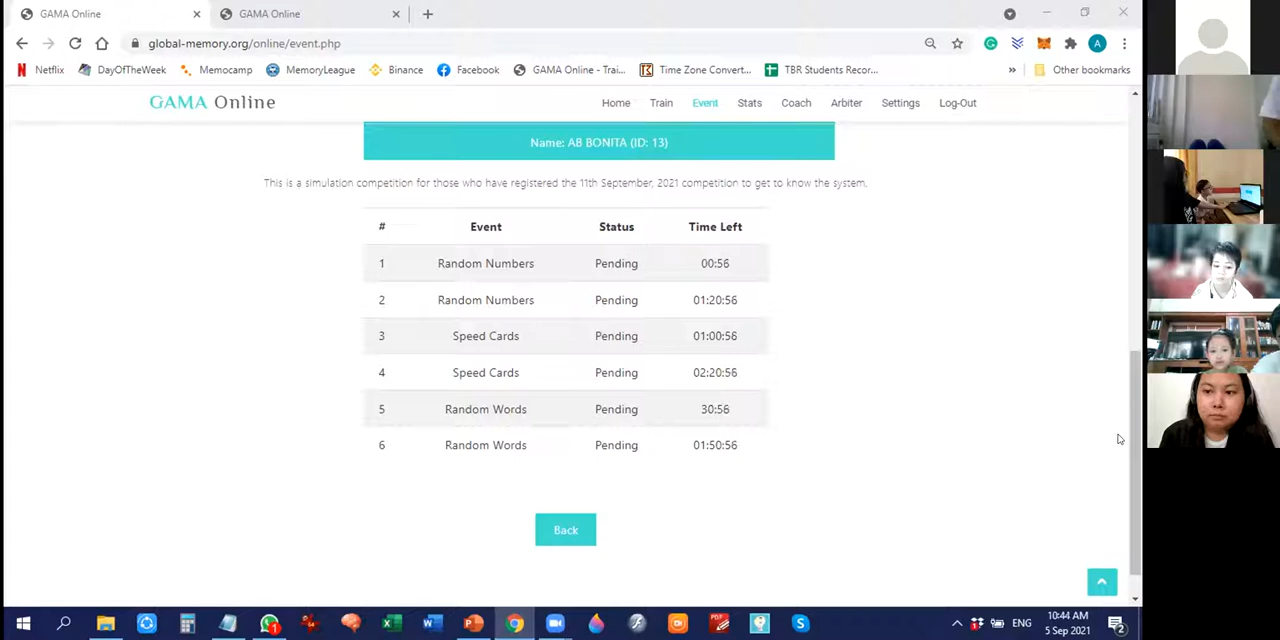 GAMA Online
GAMA Online
global-memory.org/online/event.php
A
Netflix
DayOfTheWeek
Memocamp
MemoryLeague
Binance
Facebook
GAMA Online - Trai...
Time Zone Convert...
TBR Students Recor...
»
Other bookmarks
GAMA Online
Home
Train
Event
Stats
Coach
Arbiter
Settings
Log-Out
Name: AB BONITA (ID: 13)
This is a simulation competition for those who have registered the 11th September, 2021 competition to get to know the system.
# Event Status Time Left
1 Random Numbers Pending 00:56
2 Random Numbers Pending 01:20:56
3 Speed Cards Pending 01:00:56
4 Speed Cards Pending 02:20:56
5 Random Words Pending 30:56
6 Random Words Pending 01:50:56
Back
ENG
10:44 AM
5 Sep 2021
2